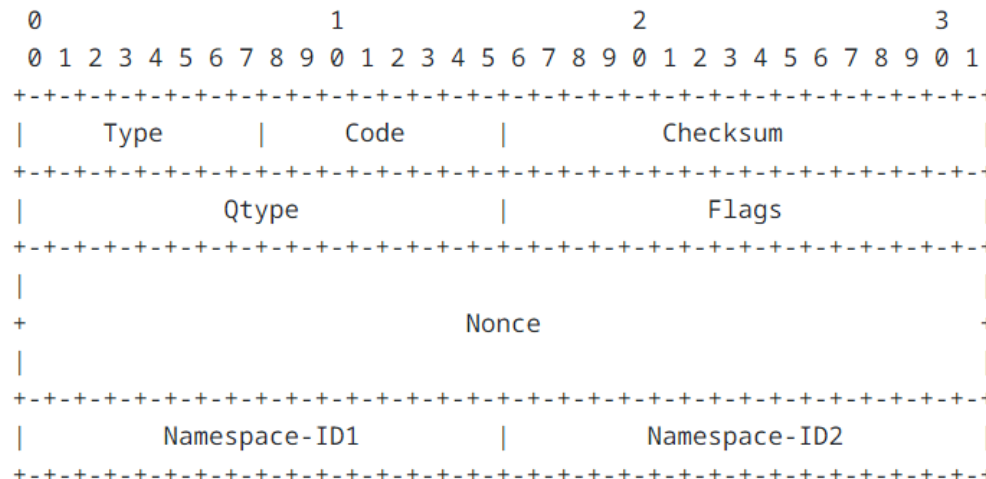 0                   1                   2                   3
0 1 2 3 4 5 6 7 8 9 0 1 2 3 4 5 6 7 8 9 0 1 2 3 4 5 6 7 8 9 0 1
+-+-+-+-+-+-+-+-+-+-+-+-+-+-+-+-+-+-+-+-+-+-+-+-+-+-+-+-+-+-+-+-+
|     Type      |     Code      |          Checksum             |
+-+-+-+-+-+-+-+-+-+-+-+-+-+-+-+-+-+-+-+-+-+-+-+-+-+-+-+-+-+-+-+-+
|             Qtype             |             Flags             |
+-+-+-+-+-+-+-+-+-+-+-+-+-+-+-+-+-+-+-+-+-+-+-+-+-+-+-+-+-+-+-+-+
|                                                               |
+                             Nonce                             +
|                                                               |
+-+-+-+-+-+-+-+-+-+-+-+-+-+-+-+-+-+-+-+-+-+-+-+-+-+-+-+-+-+-+-+-+
|         Namespace-ID1         |         Namespace-ID2         |
+-+-+-+-+-+-+-+-+-+-+-+-+-+-+-+-+-+-+-+-+-+-+-+-+-+-+-+-+-+-+-+-+